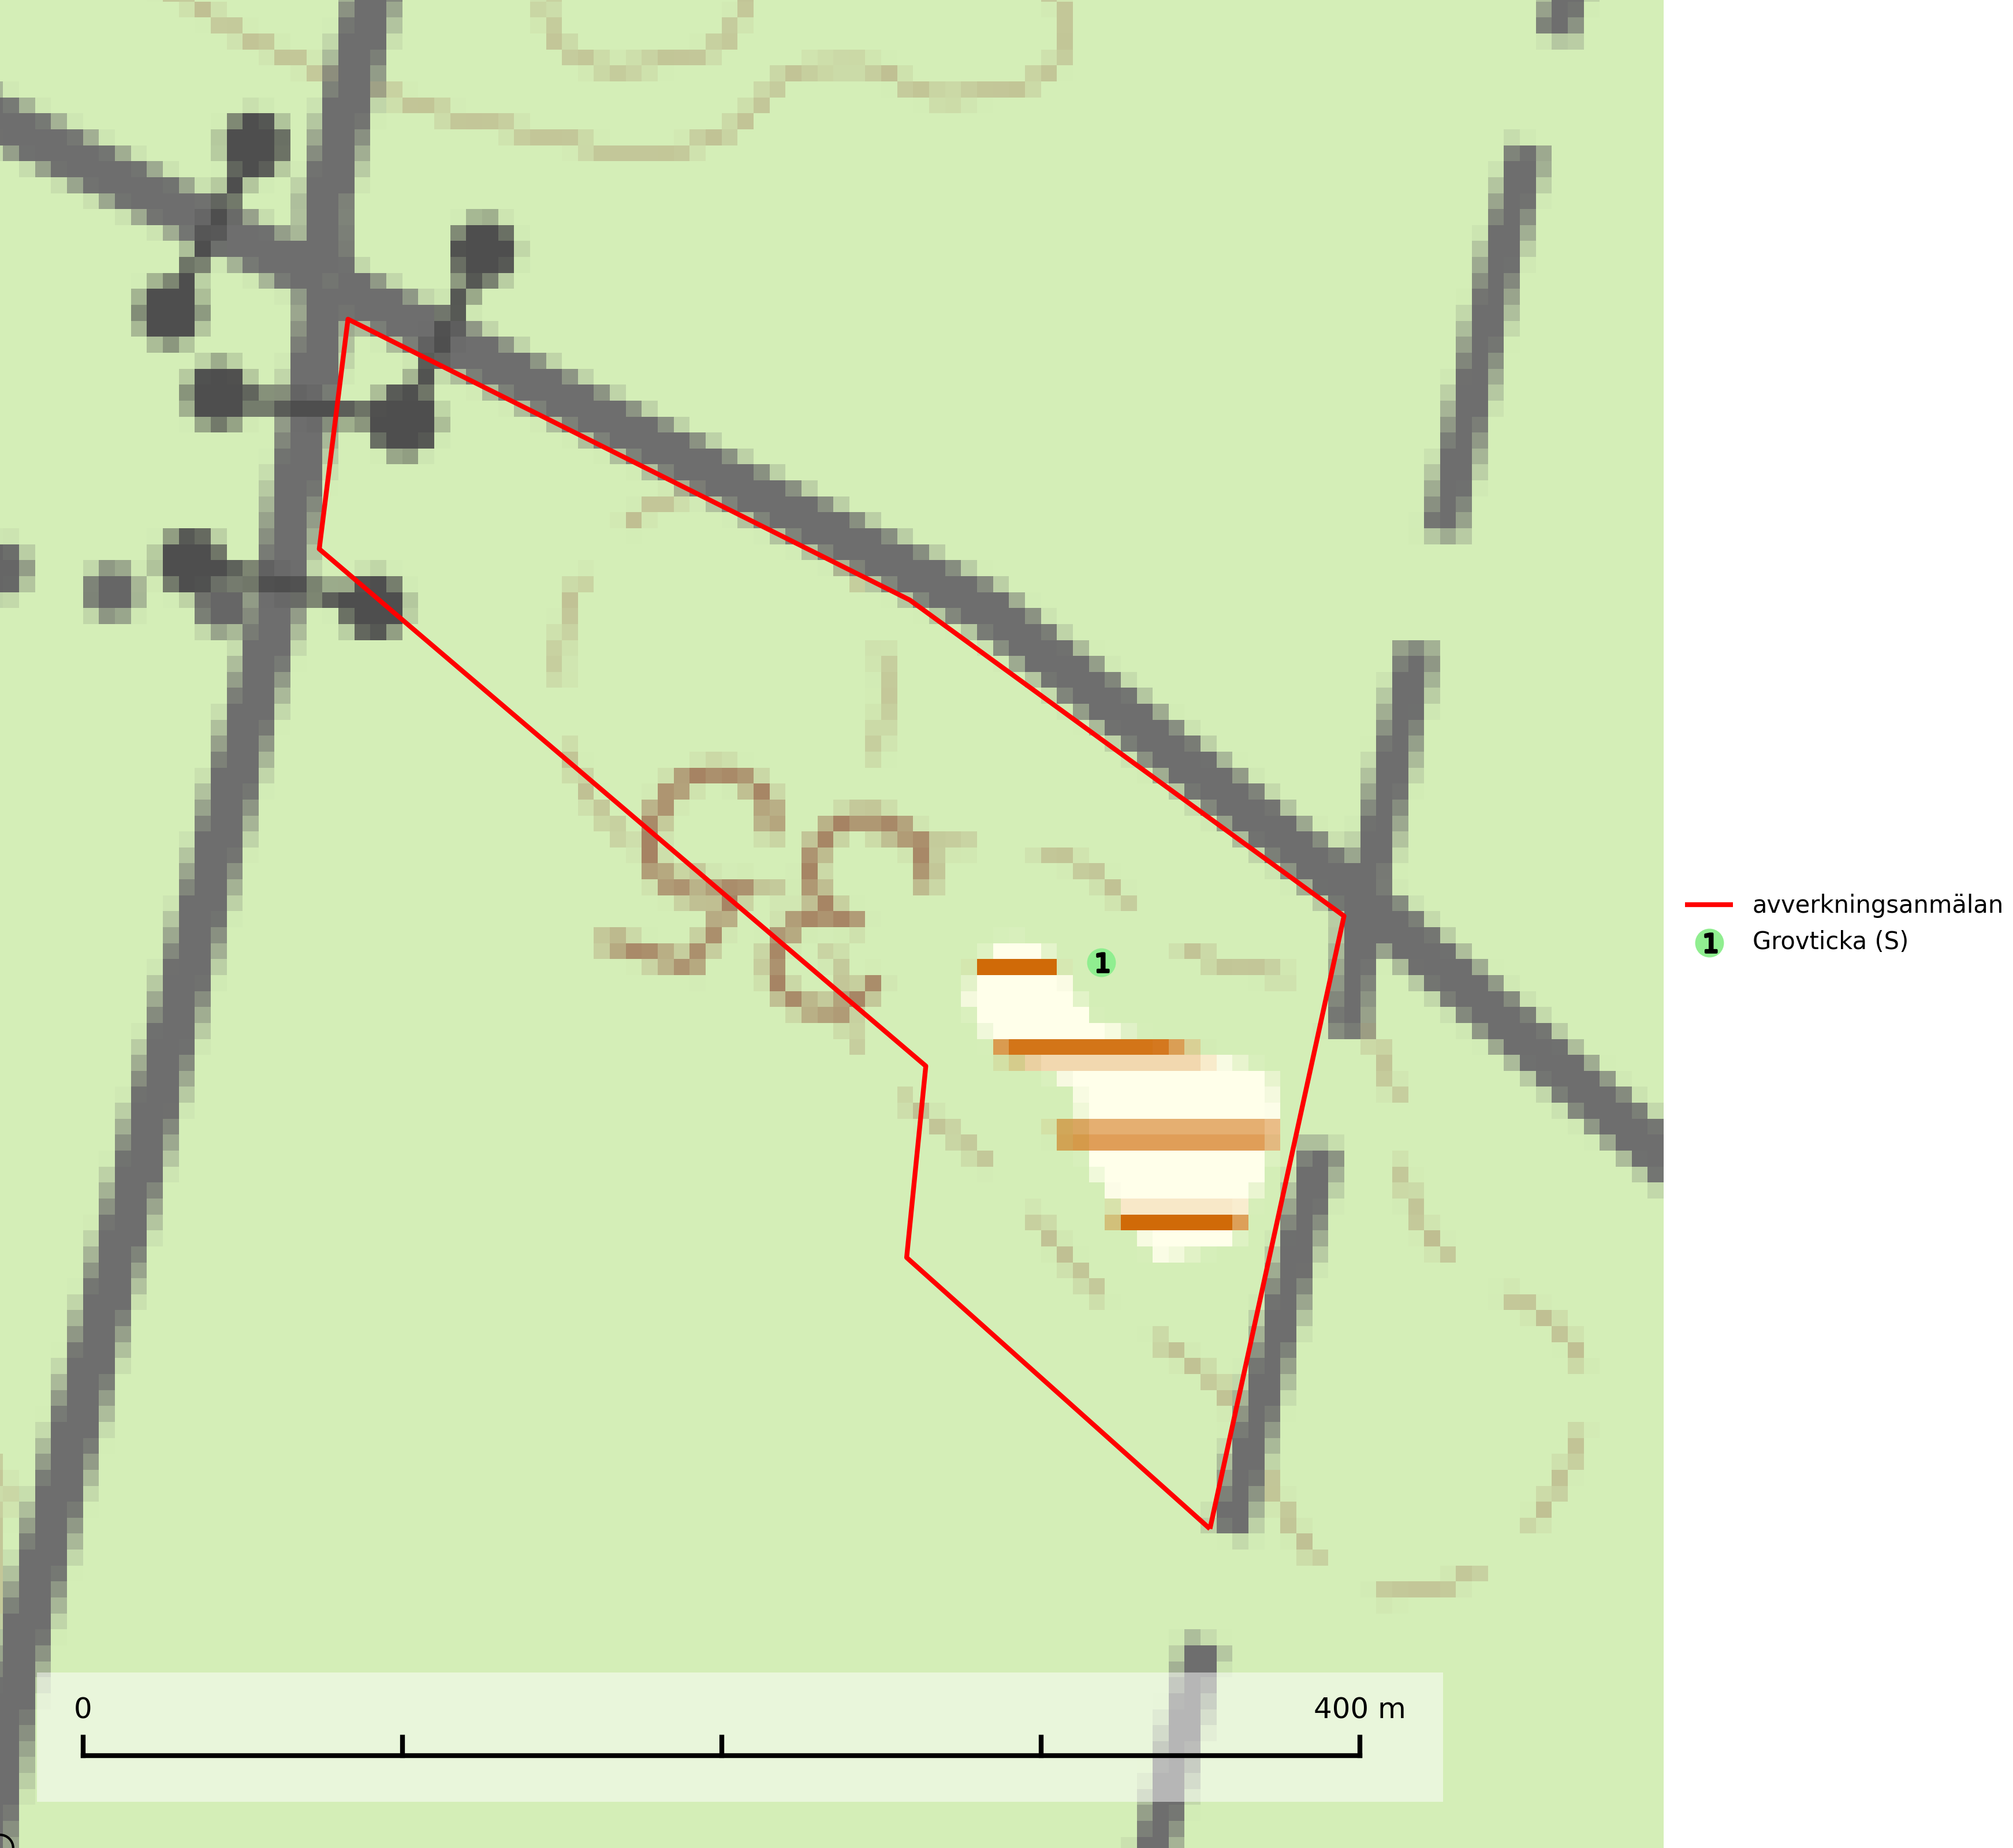 1
avverkningsanmälan
1 Grovticka (S)
0 400 m